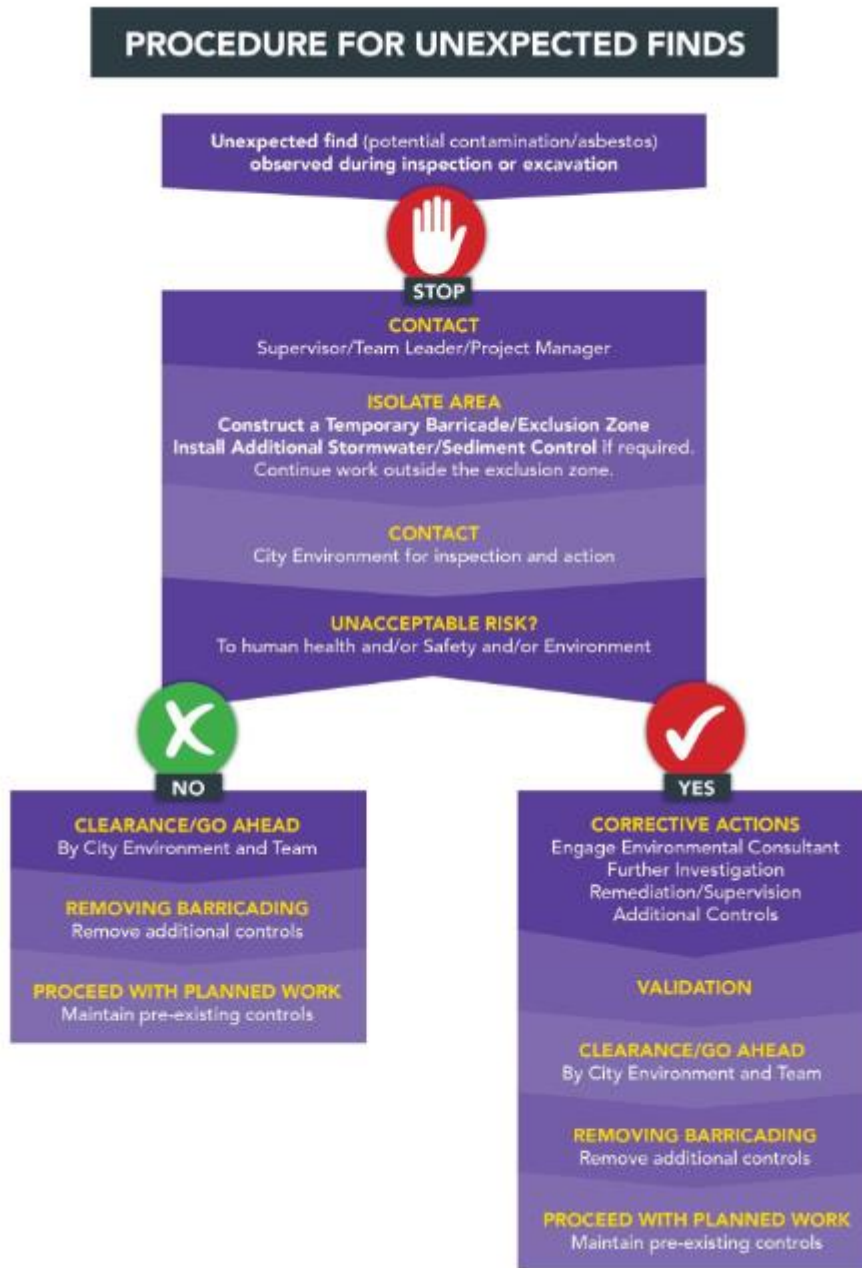 PROCEDURE FOR UNEXPECTED FINDS
Unexpected find (potential contamination/asbestos)
observed during inspection or excavation
STOP
CONTACT
Supervisor/Team Leader/Project Manager
ISOLATE AREA
Construct a Temporary Barricade/Exclusion Zone
Install Additional Stormwater/Sediment Control if required.
Continue work outside the exclusion zone.
CONTACT
City Environment for inspection and action
UNACCEPTABLE RISK?
To human health and/or Safety and/or Environment
NO
CLEARANCE/GO AHEAD
By City Environment and Team
REMOVING BARRICADING
Remove additional controls
PROCEED WITH PLANNED WORK
Maintain pre-existing controls
YES
CORRECTIVE ACTIONS
Engage Environmental Consultant
Further Investigation
Remediation/Supervision
Additional Controls
VALIDATION
CLEARANCE/GO AHEAD
By City Environment and Team
REMOVING BARRICADING
Remove additional controls
PROCEED WITH PLANNED WORK
Maintain pre-existing controls